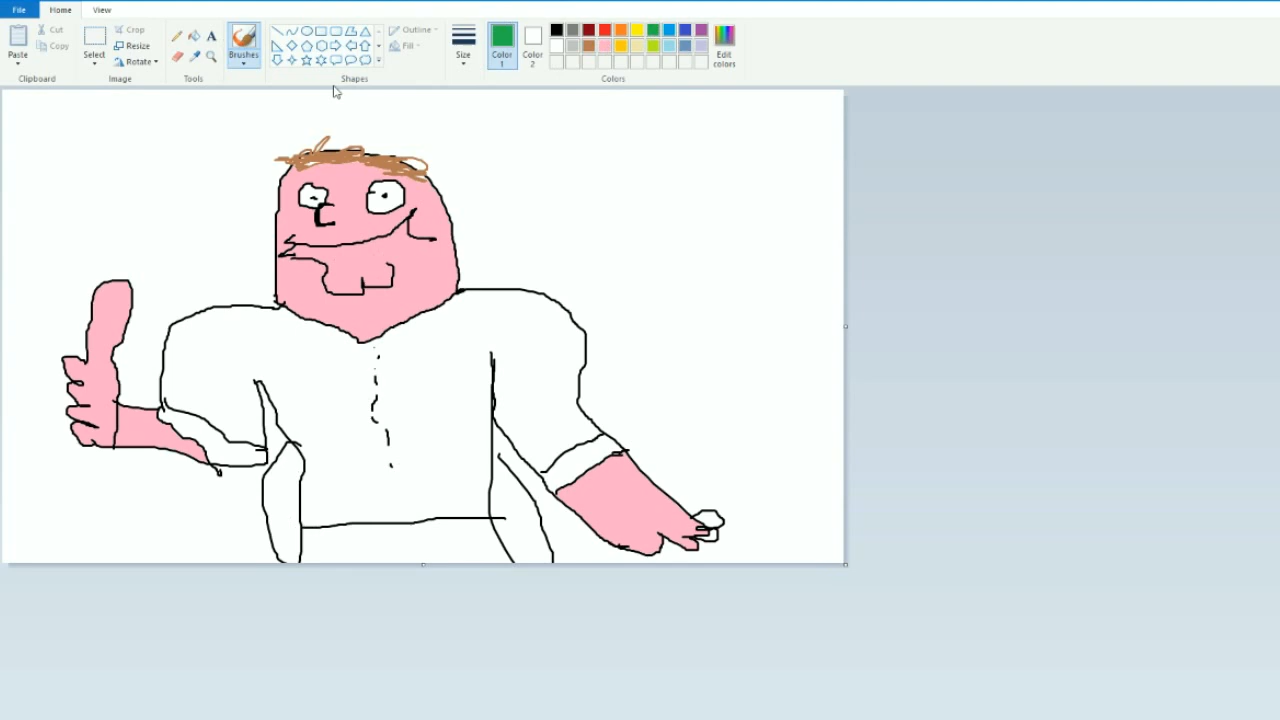 File Home View
Paste Cut Copy Select Crop Resize Rotate A Brushes Outline Fill Size Color 1 Color 2 Edit colors
Clipboard Image Tools Shapes Colors